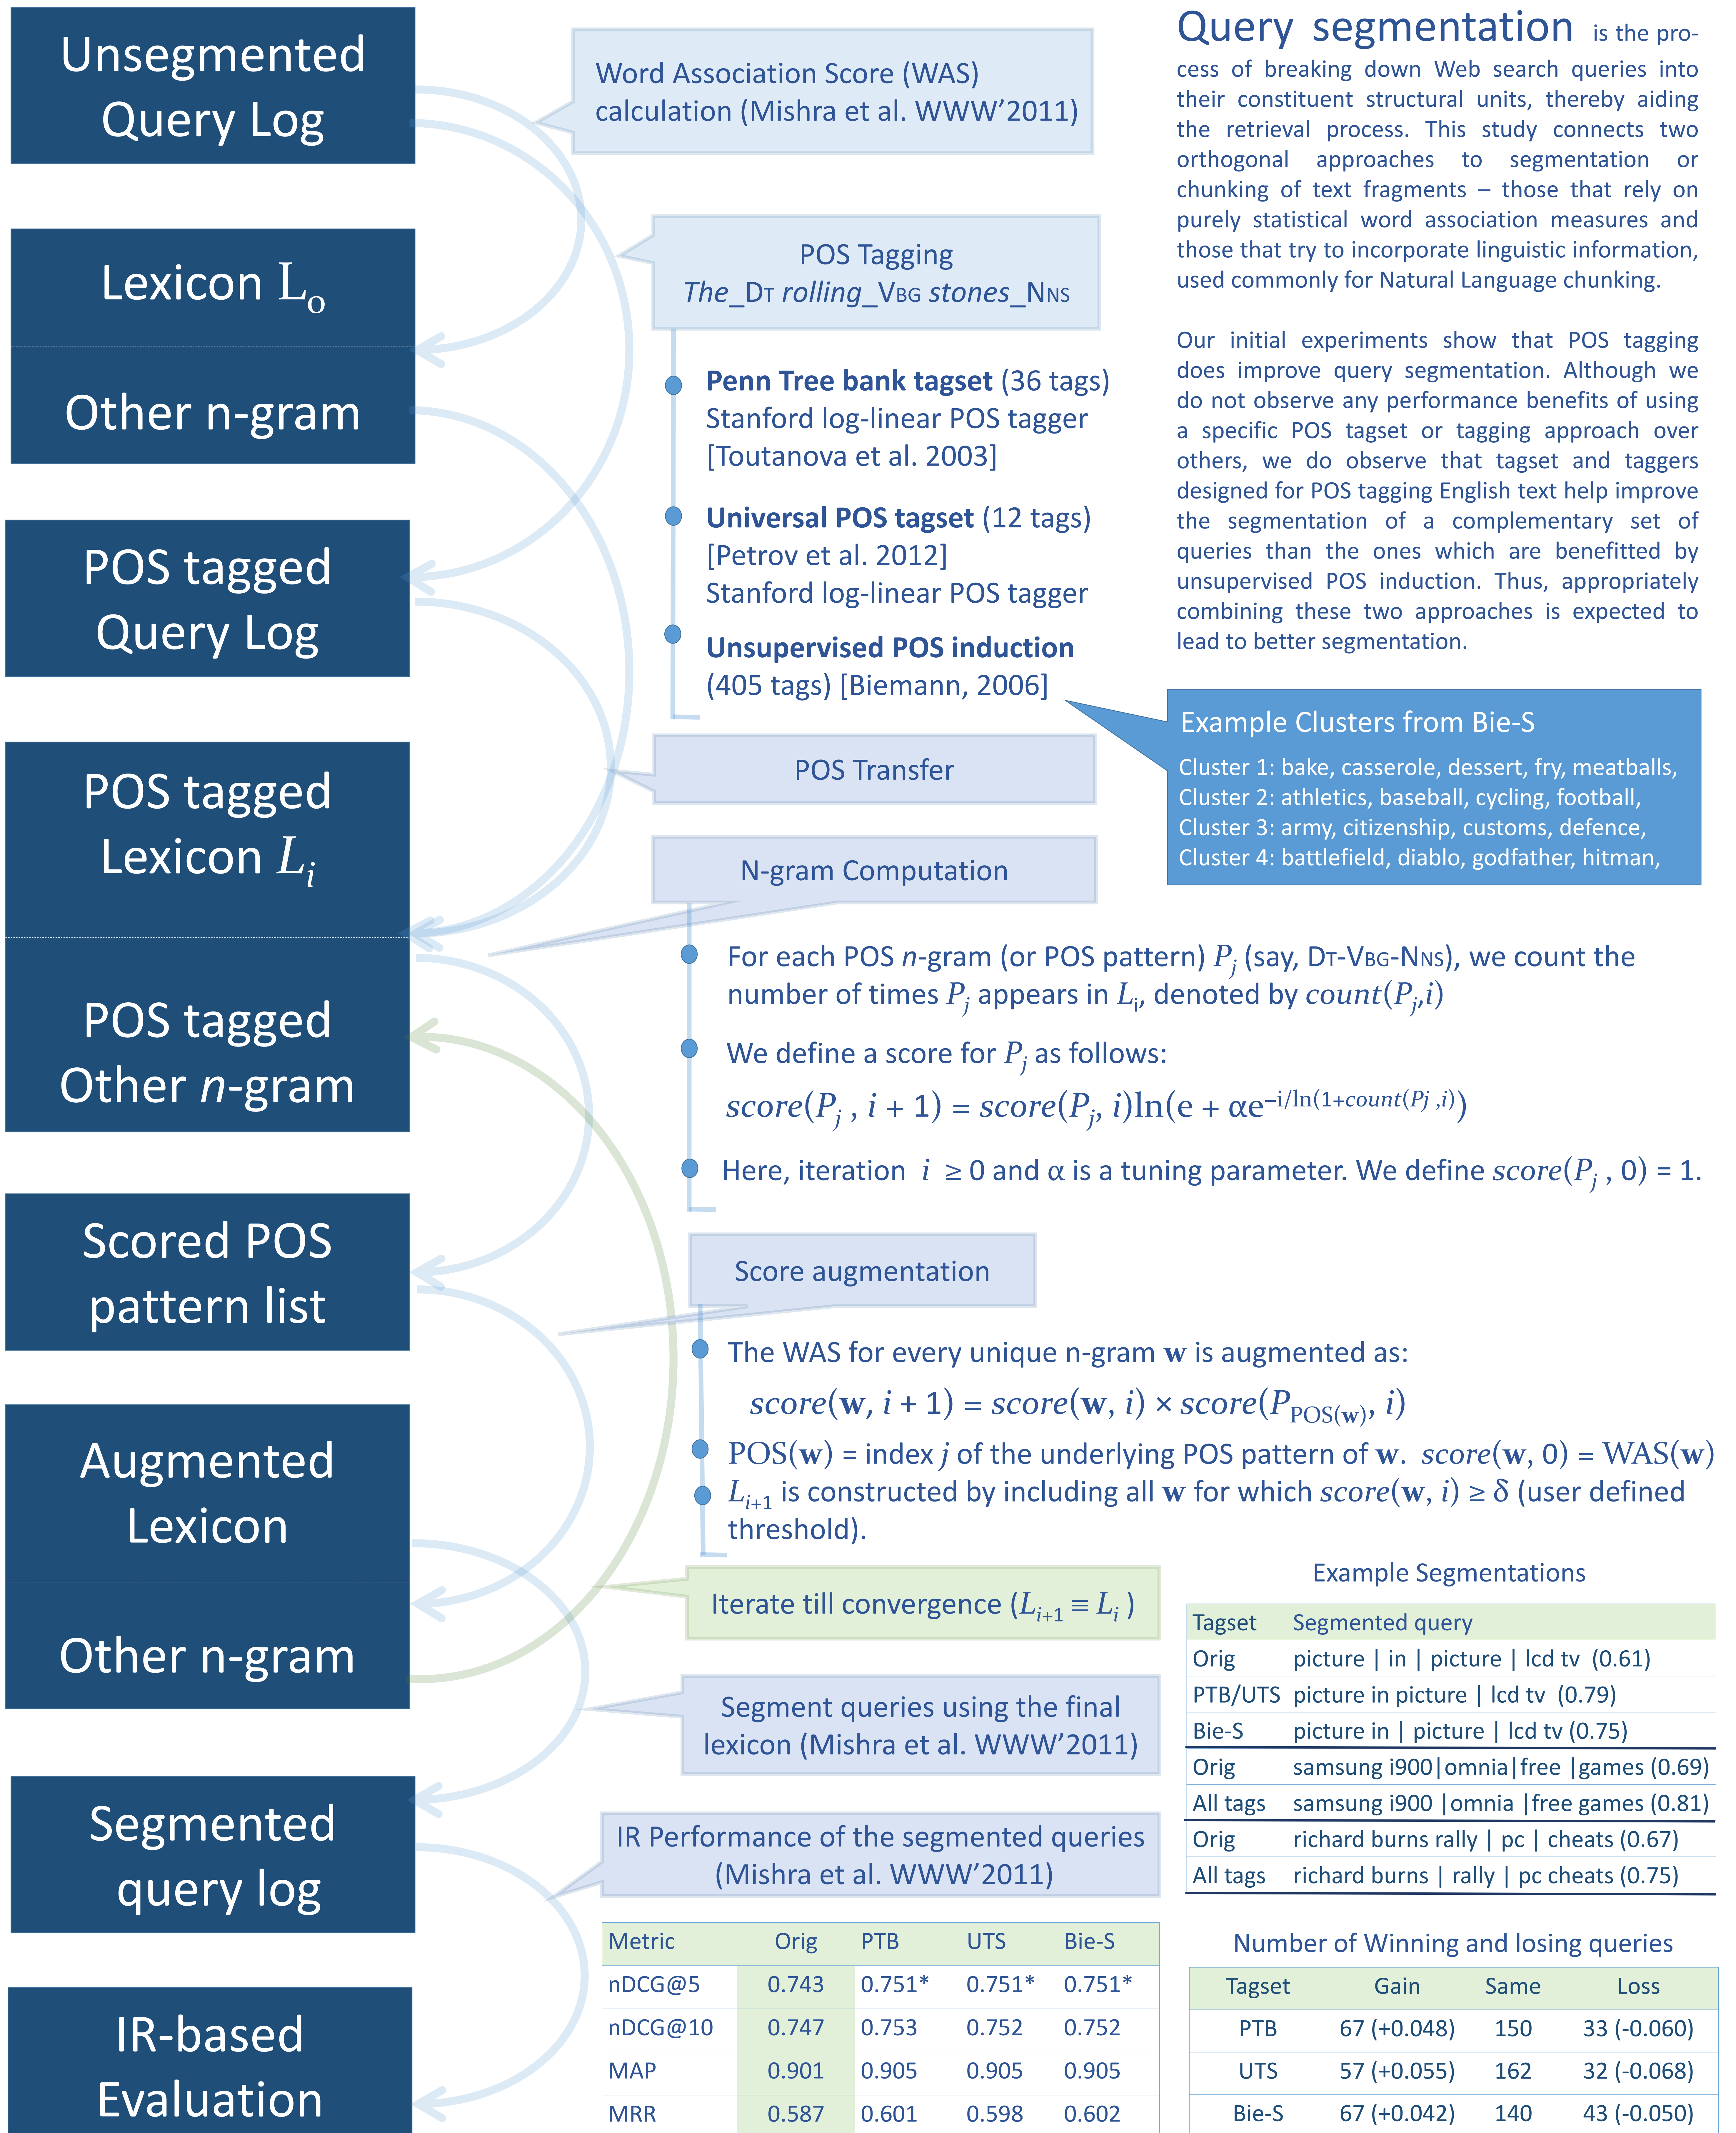 Unsegmented
Query Log
Lexicon Lo
Other n-gram
POS tagged
Query Log
POS tagged
Lexicon Li
POS tagged
Other n-gram
Scored POS
pattern list
Augmented
Lexicon
Other n-gram
Segmented
query log
IR-based
Evaluation
Word Association Score (WAS)
calculation (Mishra et al. WWW'2011)
POS Tagging
The_DT rolling_VBG stones_NNS
Penn Tree bank tagset (36 tags)
Stanford log-linear POS tagger
[Toutanova et al. 2003]
Universal POS tagset (12 tags)
[Petrov et al. 2012]
Stanford log-linear POS tagger
Unsupervised POS induction
(405 tags) [Biemann, 2006]
POS Transfer
N-gram Computation
For each POS n-gram (or POS pattern) Pj (say, DT-VBG-NNS), we count the
number of times Pj appears in Li, denoted by count(Pj,i)
We define a score for Pj as follows:
score(Pj , i + 1) = score(Pj, i)ln(e + αe–i/ln(1+count(Pj ,i)))
Here, iteration i ≥ 0 and α is a tuning parameter. We define score(Pj , 0) = 1.
Score augmentation
The WAS for every unique n-gram w is augmented as:
score(w, i + 1) = score(w, i) × score(PPOS(w), i)
POS(w) = index j of the underlying POS pattern of w. score(w, 0) = WAS(w)
Li+1 is constructed by including all w for which score(w, i) ≥ δ (user defined
threshold).
Iterate till convergence (Li+1 ≡ Li )
Segment queries using the final
lexicon (Mishra et al. WWW'2011)
IR Performance of the segmented queries
(Mishra et al. WWW'2011)
Metric Orig PTB UTS Bie-S
nDCG@5 0.743 0.751* 0.751* 0.751*
nDCG@10 0.747 0.753 0.752 0.752
MAP 0.901 0.905 0.905 0.905
MRR 0.587 0.601 0.598 0.602
Query segmentation is the pro-
cess of breaking down Web search queries into
their constituent structural units, thereby aiding
the retrieval process. This study connects two
orthogonal approaches to segmentation or
chunking of text fragments – those that rely on
purely statistical word association measures and
those that try to incorporate linguistic information,
used commonly for Natural Language chunking.
Our initial experiments show that POS tagging
does improve query segmentation. Although we
do not observe any performance benefits of using
a specific POS tagset or tagging approach over
others, we do observe that tagset and taggers
designed for POS tagging English text help improve
the segmentation of a complementary set of
queries than the ones which are benefitted by
unsupervised POS induction. Thus, appropriately
combining these two approaches is expected to
lead to better segmentation.
Example Clusters from Bie-S
Cluster 1: bake, casserole, dessert, fry, meatballs,
Cluster 2: athletics, baseball, cycling, football,
Cluster 3: army, citizenship, customs, defence,
Cluster 4: battlefield, diablo, godfather, hitman,
Example Segmentations
Tagset Segmented query
Orig picture | in | picture | lcd tv (0.61)
PTB/UTS picture in picture | lcd tv (0.79)
Bie-S picture in | picture | lcd tv (0.75)
Orig samsung i900|omnia|free |games (0.69)
All tags samsung i900 |omnia |free games (0.81)
Orig richard burns rally | pc | cheats (0.67)
All tags richard burns | rally | pc cheats (0.75)
Number of Winning and losing queries
Tagset Gain Same Loss
PTB 67 (+0.048) 150 33 (-0.060)
UTS 57 (+0.055) 162 32 (-0.068)
Bie-S 67 (+0.042) 140 43 (-0.050)